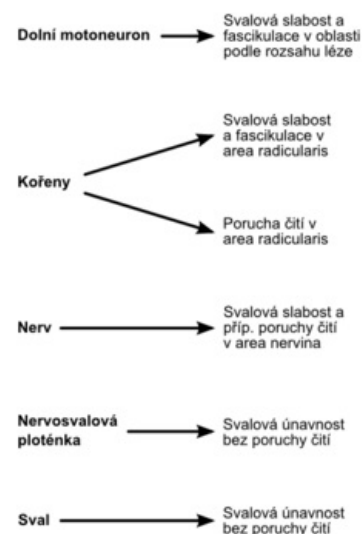 Dolní motoneuron
Svalová slabost a
fascikulace v oblasti
podle rozsahu léze
Kořeny
Svalová slabost
a fascikulace v
area radicularis
Porucha čití v
area radicularis
Nerv
Svalová slabost a
příp. poruchy čití
v area nervina
Nervosvalová
ploténka
Svalová únavnost
bez poruchy čití
Sval
Svalová únavnost
bez poruchy čití